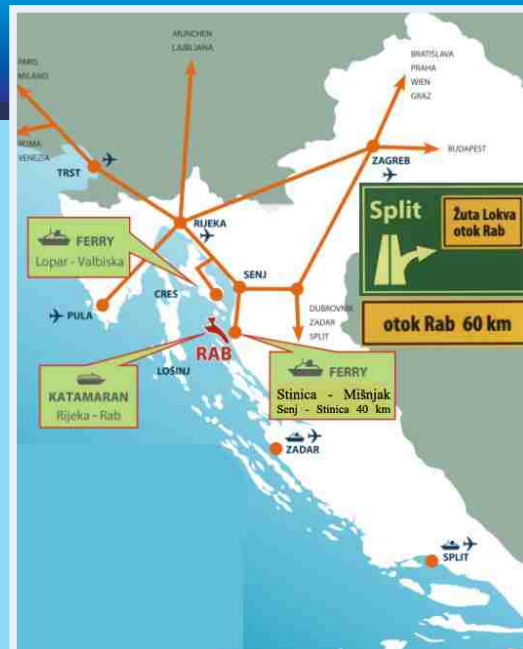 MUNCHEN
LJUBLJANA
BRATISLAVA
PRAHA
WIEN
GRAZ
PARIS
MILANO
ROMA
VENEZIA
BUDAPEST
TRST
ZAGREB
Split
Žuta Lokva
otok Rab
RIJEKA
FERRY
Lopar - Valbiska
SENJ
CRES
PULA
DUBROVNIK
ZADAR
SPLIT
otok Rab 60 km
RAB
LOŠINJ
KATAMARAN
Rijeka - Rab
FERRY
Stinica - Mišnjak
Senj - Stinica 40 km
ZADAR
SPLIT